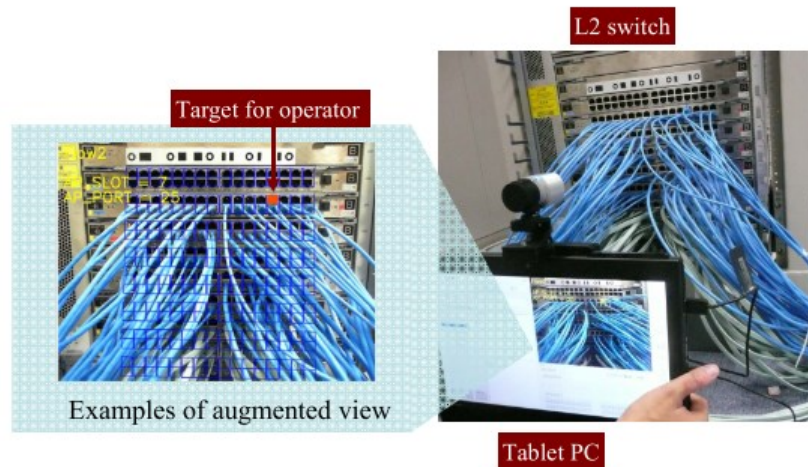 L2 switch
Target for operator
SLOT = 7
PORT = 25
Examples of augmented view
Tablet PC